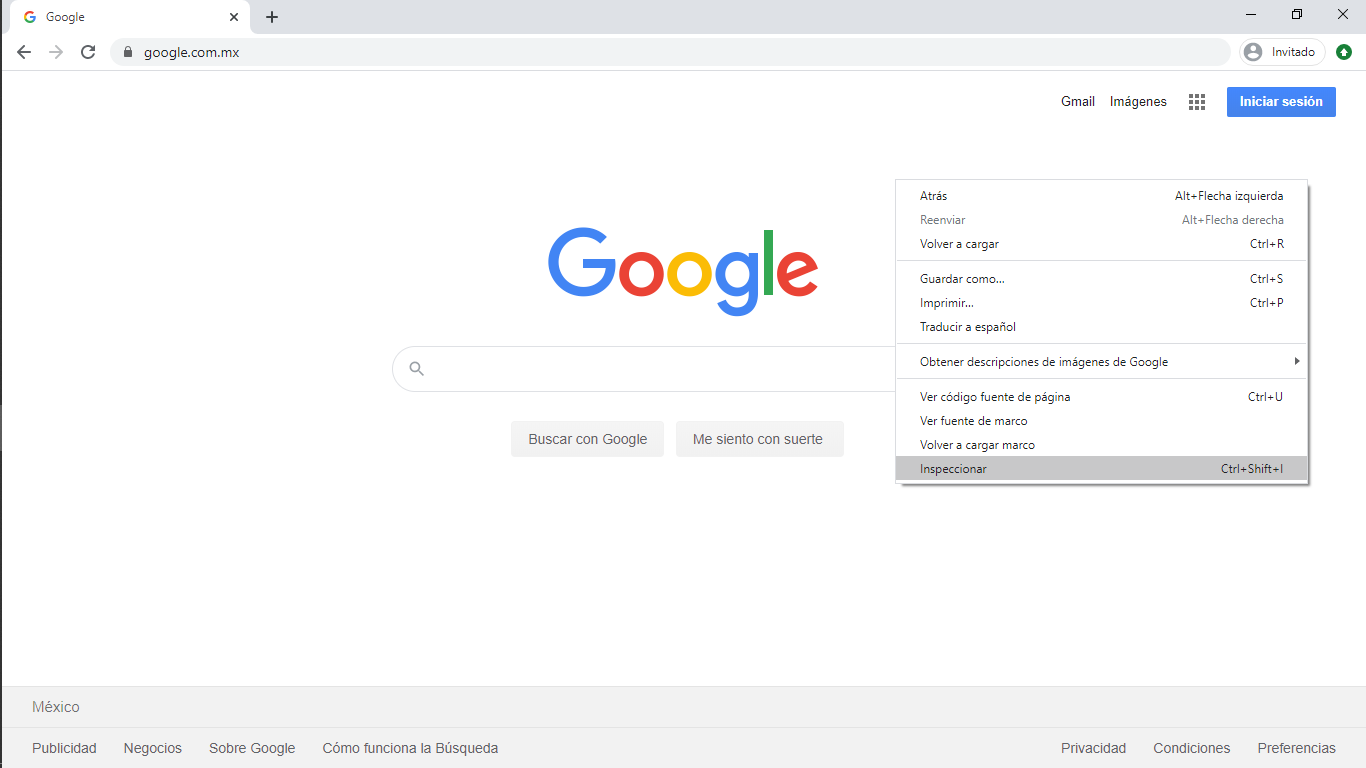 Google
google.com.mx
Invitado
Gmail Imágenes Iniciar sesión
Atrás Alt+Flecha izquierda
Reenviar Alt+Flecha derecha
Volver a cargar Ctrl+R
Guardar como... Ctrl+S
Imprimir... Ctrl+P
Traducir a español
Obtener descripciones de imágenes de Google
Ver código fuente de página Ctrl+U
Ver fuente de marco
Volver a cargar marco
Inspeccionar Ctrl+Shift+I
Google
Buscar con Google Me siento con suerte
México
Publicidad Negocios Sobre Google Cómo funciona la Búsqueda Privacidad Condiciones Preferencias